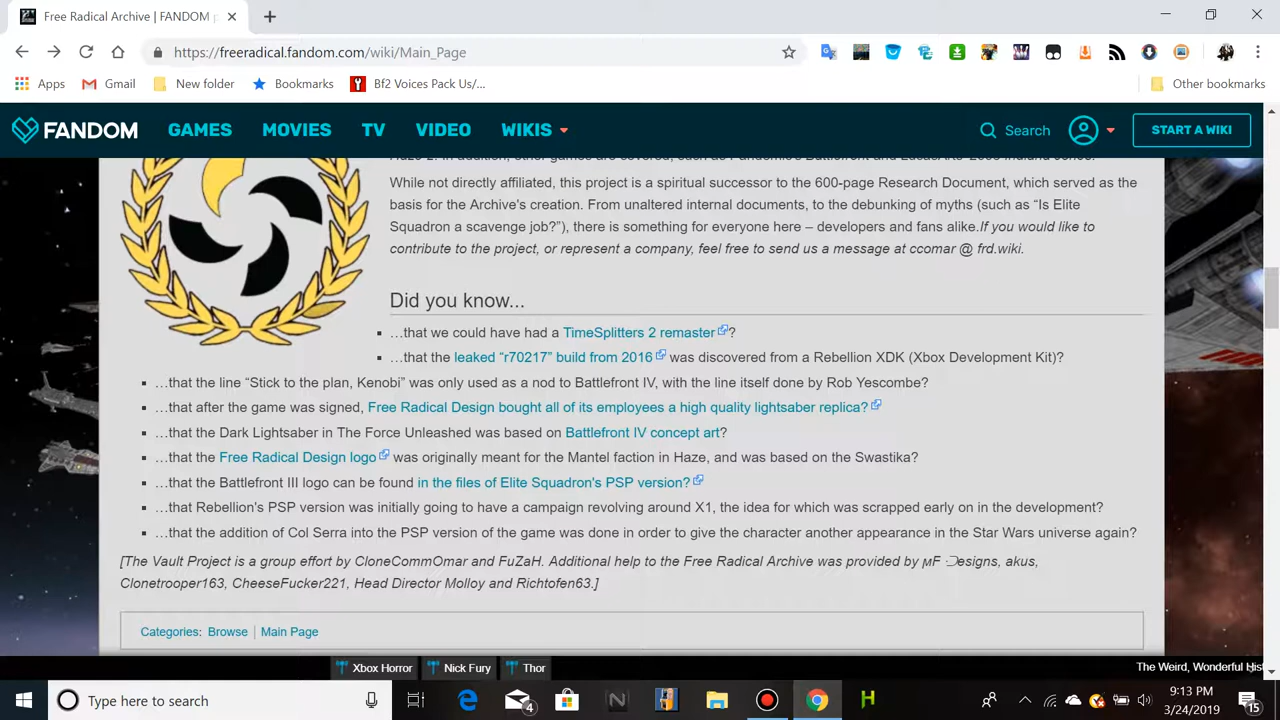 Free Radical Archive | FANDOM p
https://freeradical.fandom.com/wiki/Main_Page
Apps Gmail New folder Bookmarks Bf2 Voices Pack Us/... Other bookmarks
FANDOM GAMES MOVIES TV VIDEO WIKIS Search START A WIKI
While not directly affiliated, this project is a spiritual successor to the 600-page Research Document, which served as the
basis for the Archive's creation. From unaltered internal documents, to the debunking of myths (such as “Is Elite
Squadron a scavenge job?”), there is something for everyone here – developers and fans alike.If you would like to
contribute to the project, or represent a company, feel free to send us a message at ccomar @ frd.wiki.
Did you know...
…that we could have had a TimeSplitters 2 remaster?
…that the leaked “r70217” build from 2016 was discovered from a Rebellion XDK (Xbox Development Kit)?
…that the line “Stick to the plan, Kenobi” was only used as a nod to Battlefront IV, with the line itself done by Rob Yescombe?
…that after the game was signed, Free Radical Design bought all of its employees a high quality lightsaber replica?
…that the Dark Lightsaber in The Force Unleashed was based on Battlefront IV concept art?
…that the Free Radical Design logo was originally meant for the Mantel faction in Haze, and was based on the Swastika?
…that the Battlefront III logo can be found in the files of Elite Squadron's PSP version?
…that Rebellion's PSP version was initially going to have a campaign revolving around X1, the idea for which was scrapped early on in the development?
…that the addition of Col Serra into the PSP version of the game was done in order to give the character another appearance in the Star Wars universe again?
[The Vault Project is a group effort by CloneCommOmar and FuZaH. Additional help to the Free Radical Archive was provided by
Clonetrooper163, CheeseFucker221, Head Director Molloy and Richtofen63.]
Categories: Browse | Main Page
Xbox Horror Nick Fury Thor The Weird, Wonderful Hist
Type here to search
4
9:13 PM
3/24/2019
15